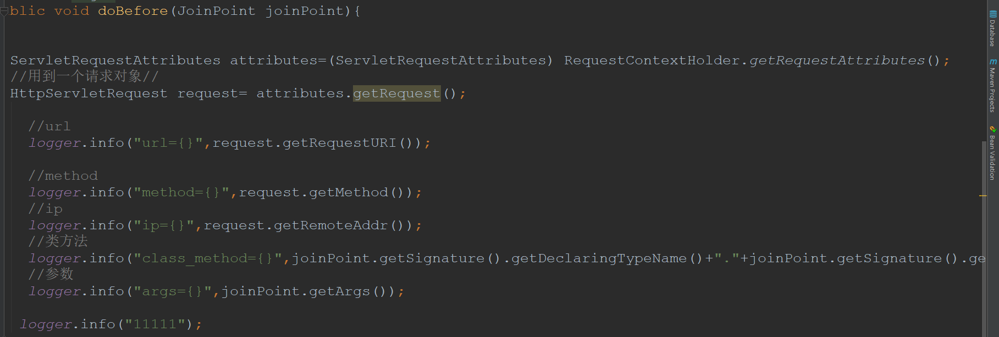 blic void doBefore(JoinPoint joinPoint){
ServletRequestAttributes attributes=(ServletRequestAttributes) RequestContextHolder.getRequestAttributes();
//用到一个请求对象//
HttpServletRequest request= attributes.getRequest();
//url
logger.info("url={}",request.getRequestURI());
//method
logger.info("method={}",request.getMethod());
//ip
logger.info("ip={}",request.getRemoteAddr());
//类方法
logger.info("class_method={}",joinPoint.getSignature().getDeclaringTypeName()+"."+joinPoint.getSignature().ge
//参数
logger.info("args={}",joinPoint.getArgs());
logger.info("11111");
Database
m Maven Projects
Bean Validation